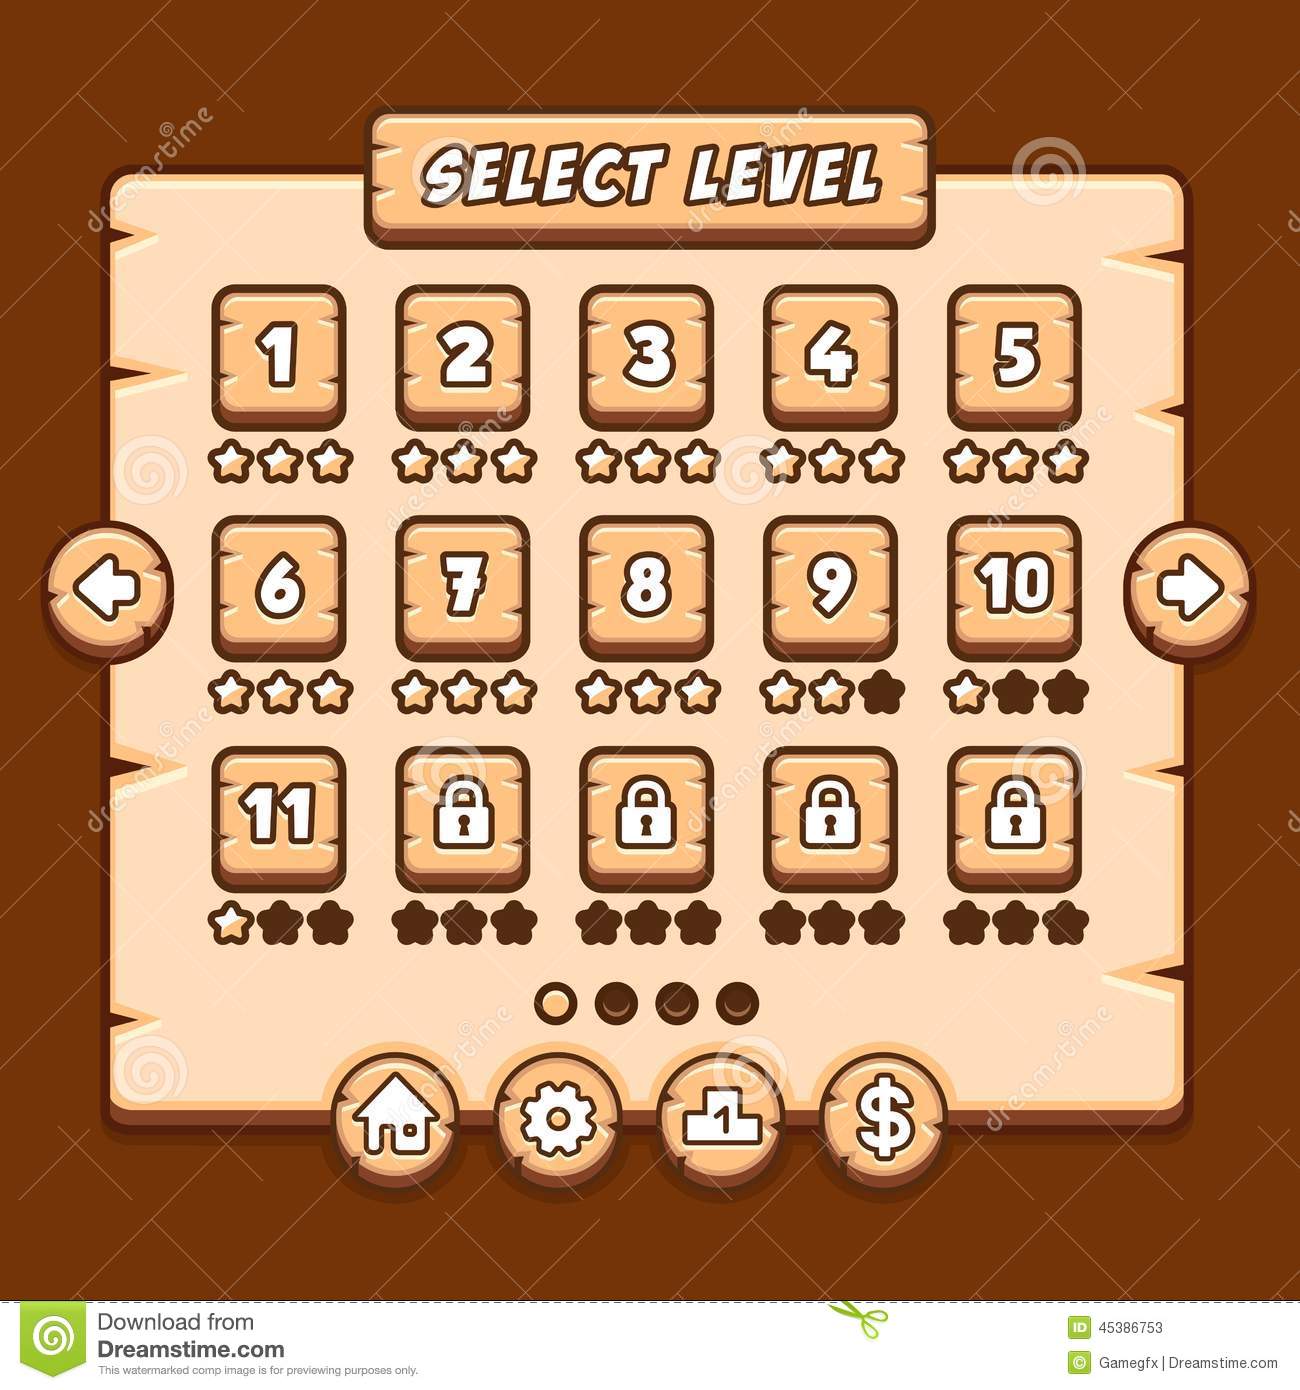 SELECT LEVEL
1 2 3 4 5
6 7 8 9 10
11
1 $
Download from
Dreamstime.com
This watermarked comp image is for previewing purposes only.
ID 45386753
© Gamegfx | Dreamstime.com